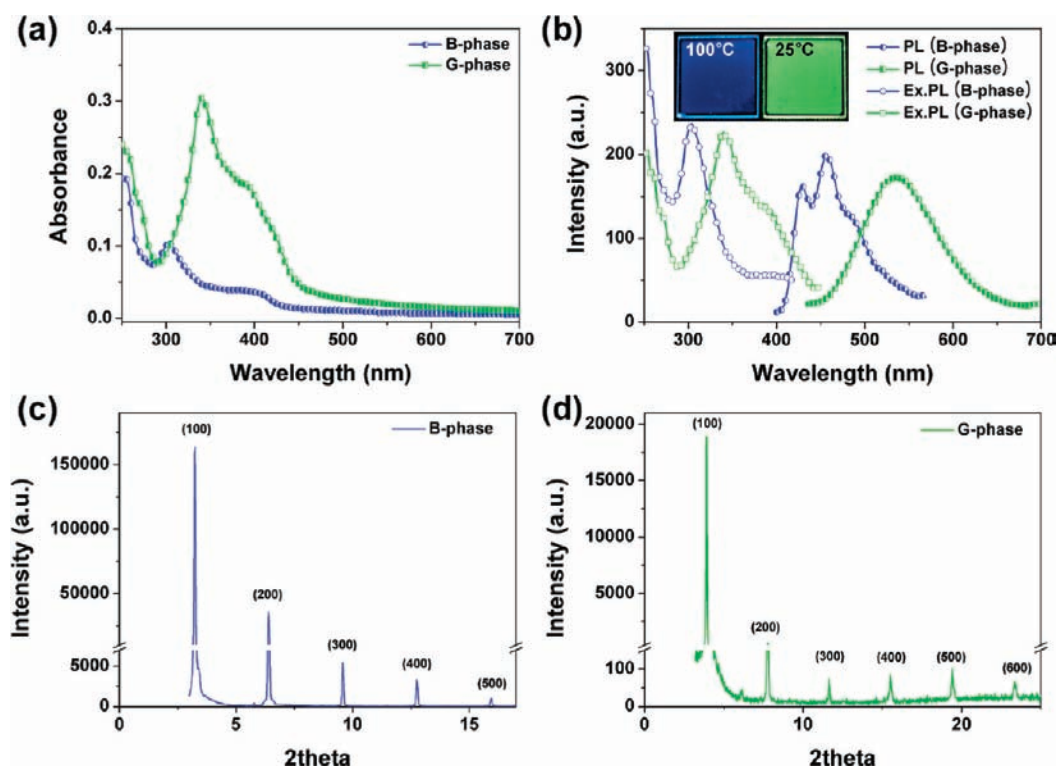 (a)
0.4
0.3
0.2
0.1
0.0
Absorbance
B-phase
G-phase
300 400 500 600 700
Wavelength (nm)
(b)
300
200
100
0
Intensity (a.u.)
100°C 25°C
PL (B-phase)
PL (G-phase)
Ex.PL (B-phase)
Ex.PL (G-phase)
300 400 500 600 700
Wavelength (nm)
(c)
150000
100000
50000
5000
0
Intensity (a.u.)
B-phase
(100)
(200)
(300)
(400)
(500)
0 5 10 15
2theta
(d)
20000
15000
10000
5000
100
0
Intensity (a.u.)
G-phase
(100)
(200)
(300)
(400)
(500)
(600)
0 10 20
2theta